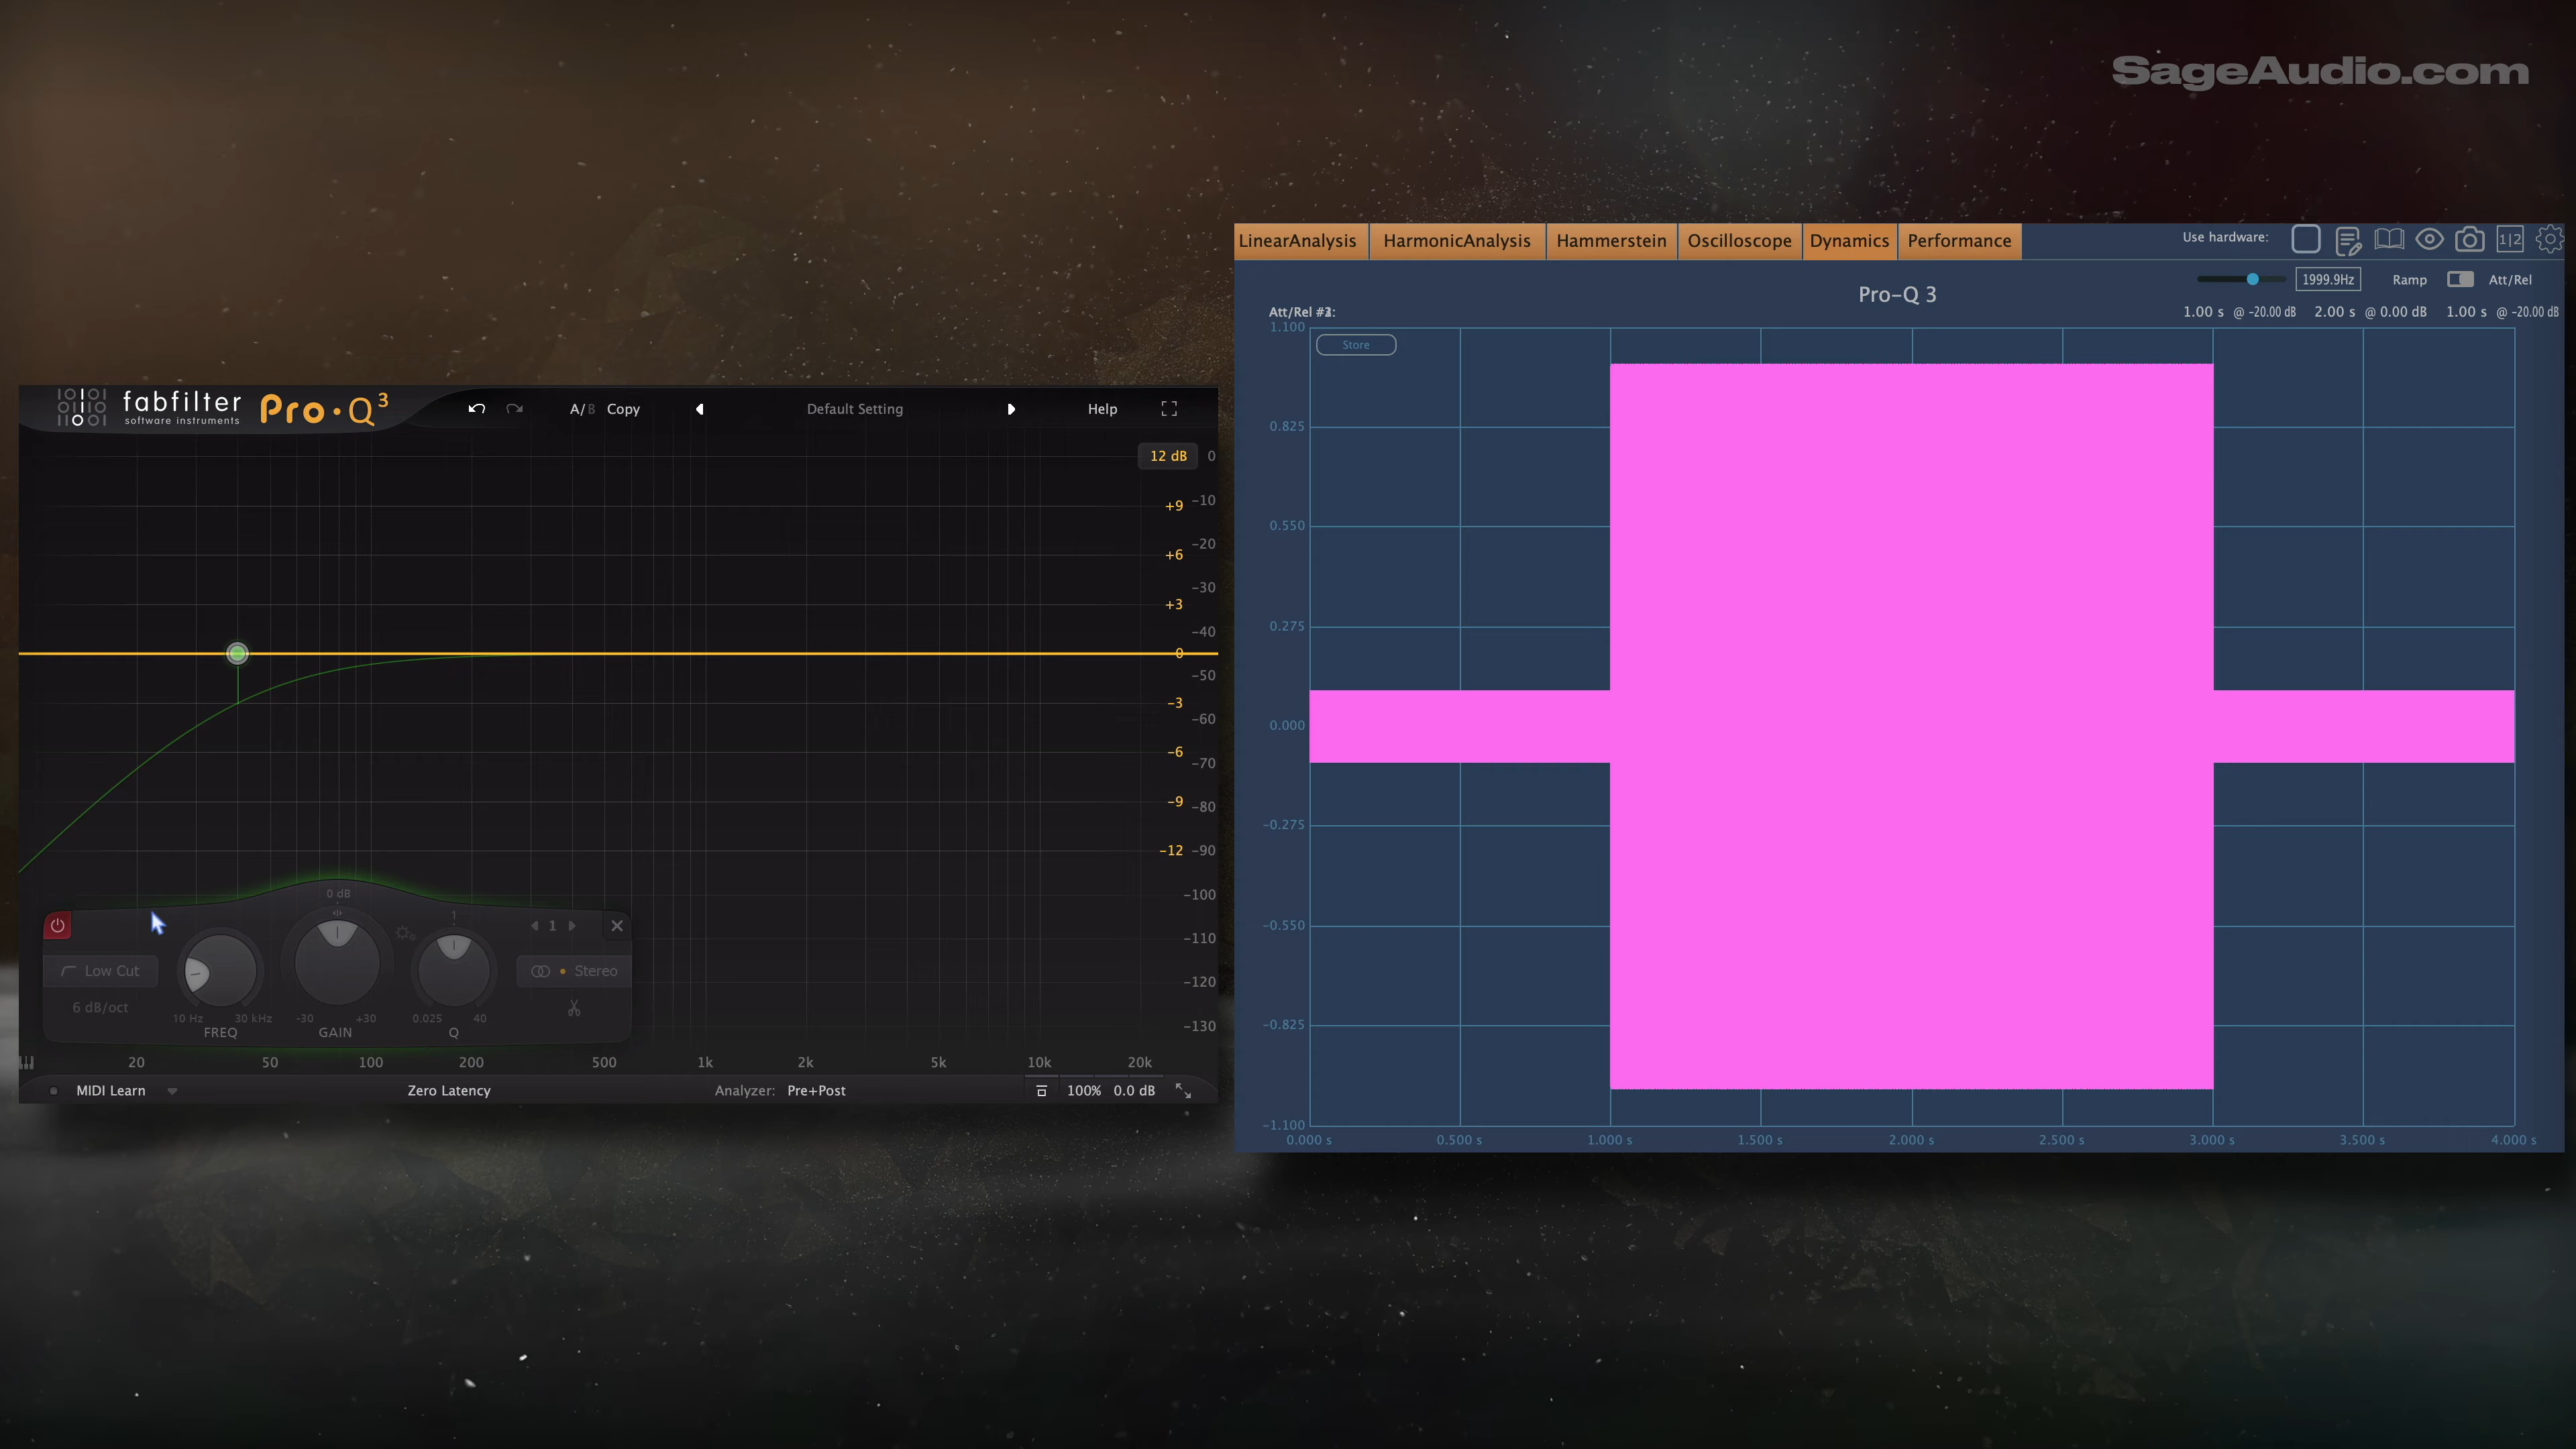 SageAudio.com
fabfilter
software instruments
Pro·Q 3
A/B Copy
Default Setting
Help
12 dB 0
-10
+9
-20
+6
-30
+3
-40
0
-50
-3
-60
-6
-70
-9
-80
-12 -90
-100
-110
-120
-130
0 dB
1
1
Low Cut
Stereo
6 dB/oct
10 Hz 30 kHz
-30 +30
0.025 40
FREQ
GAIN
Q
20 50 100 200 500 1k 2k 5k 10k 20k
MIDI Learn
Zero Latency
Analyzer: Pre+Post
100% 0.0 dB
LinearAnalysis HarmonicAnalysis Hammerstein Oscilloscope Dynamics Performance
Use hardware:
1|2
1999.9Hz Ramp Att/Rel
Pro-Q 3
1.00 s @ -20.00 dB 2.00 s @ 0.00 dB 1.00 s @ -20.00 dB
Store
1.100
0.825
0.550
0.275
0.000
-0.275
-0.550
-0.825
-1.100
0.000 s 0.500 s 1.000 s 1.500 s 2.000 s 2.500 s 3.000 s 3.500 s 4.000 s